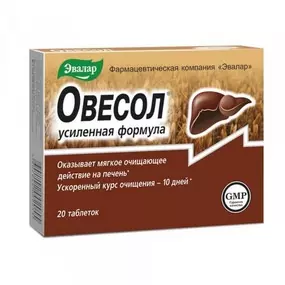 Эвалар
Фармацевтическая компания «Эвалар»
Овесол
усиленная формула
Оказывает мягкое очищающее
действие на печень*
Ускоренный курс очищения – 10 дней*
20 таблеток
GMP